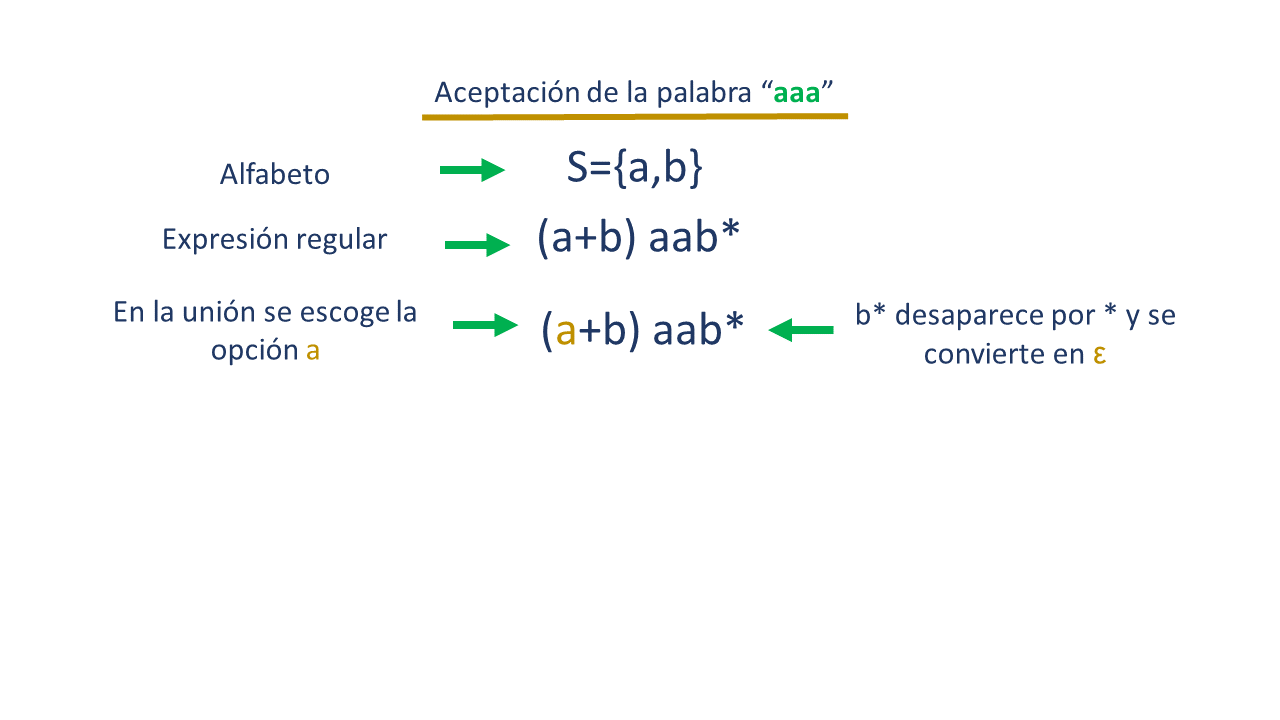 Aceptación de la palabra “aaa”
Alfabeto
S={a,b}
Expresión regular
(a+b) aab*
En la unión se escoge la
opción a
(a+b) aab*
b* desaparece por * y se
convierte en ε